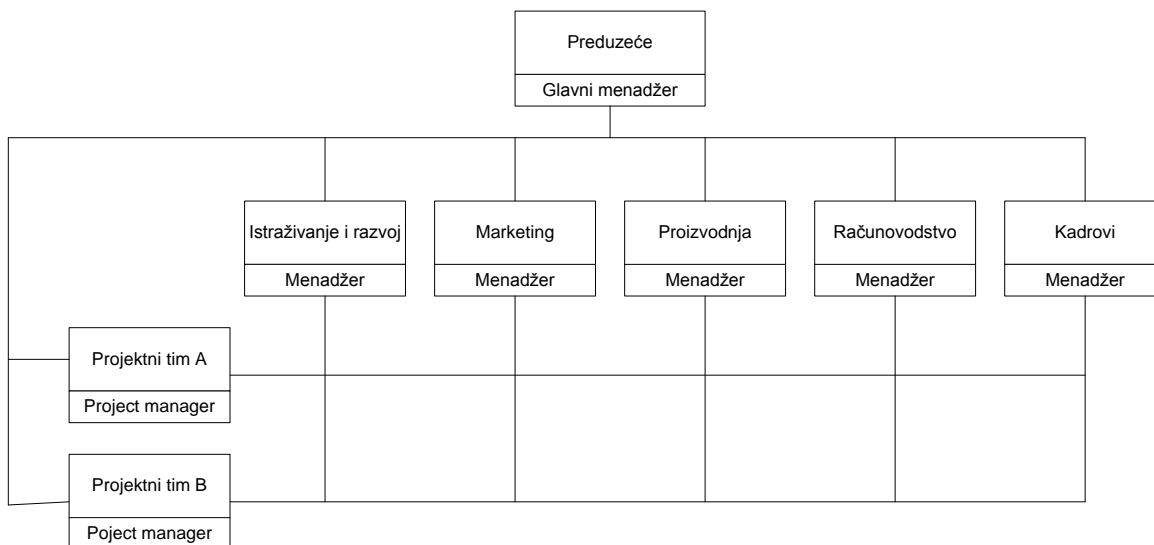 Preduzeće
Glavni menadžer
Istraživanje i razvoj
Menadžer
Marketing
Menadžer
Proizvodnja
Menadžer
Računovodstvo
Menadžer
Kadrovi
Menadžer
Projektni tim A
Project manager
Projektni tim B
Poject manager